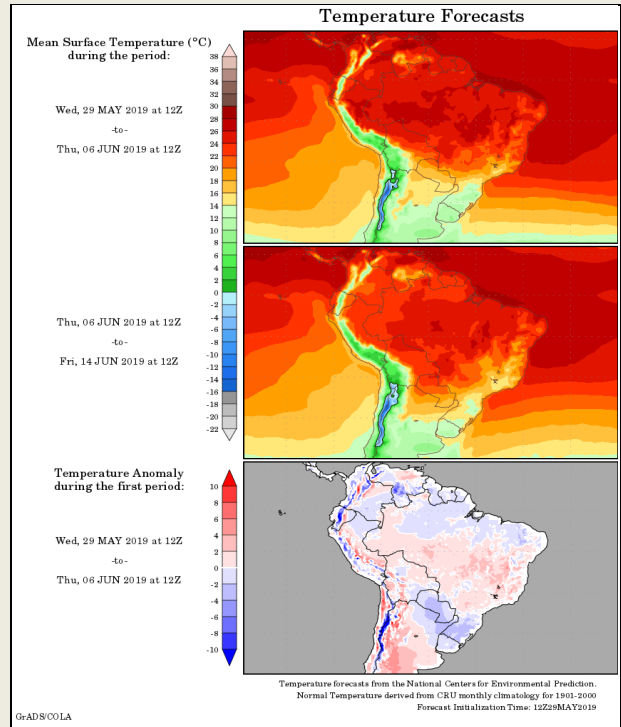 Temperature Forecasts
Mean Surface Temperature (°C)
during the period:
Wed, 29 MAY 2019 at 12Z
-to-
Thu, 06 JUN 2019 at 12Z
38
36
34
32
30
28
26
24
22
20
18
16
14
12
10
8
6
4
2
0
-2
-4
-6
-8
-10
-12
-14
-16
-18
-20
-22
Thu, 06 JUN 2019 at 12Z
-to-
Fri, 14 JUN 2019 at 12Z
Temperature Anomaly
during the first period:
Wed, 29 MAY 2019 at 12Z
-to-
Thu, 06 JUN 2019 at 12Z
10
8
6
4
2
0
-2
-4
-6
-8
-10
Temperature forecasts from the National Centers for Environmental Prediction.
Normal Temperature derived from CRU monthly climatology for 1901-2000
Forecast Initialization Time: 12Z29MAY2019
GrADS/COLA